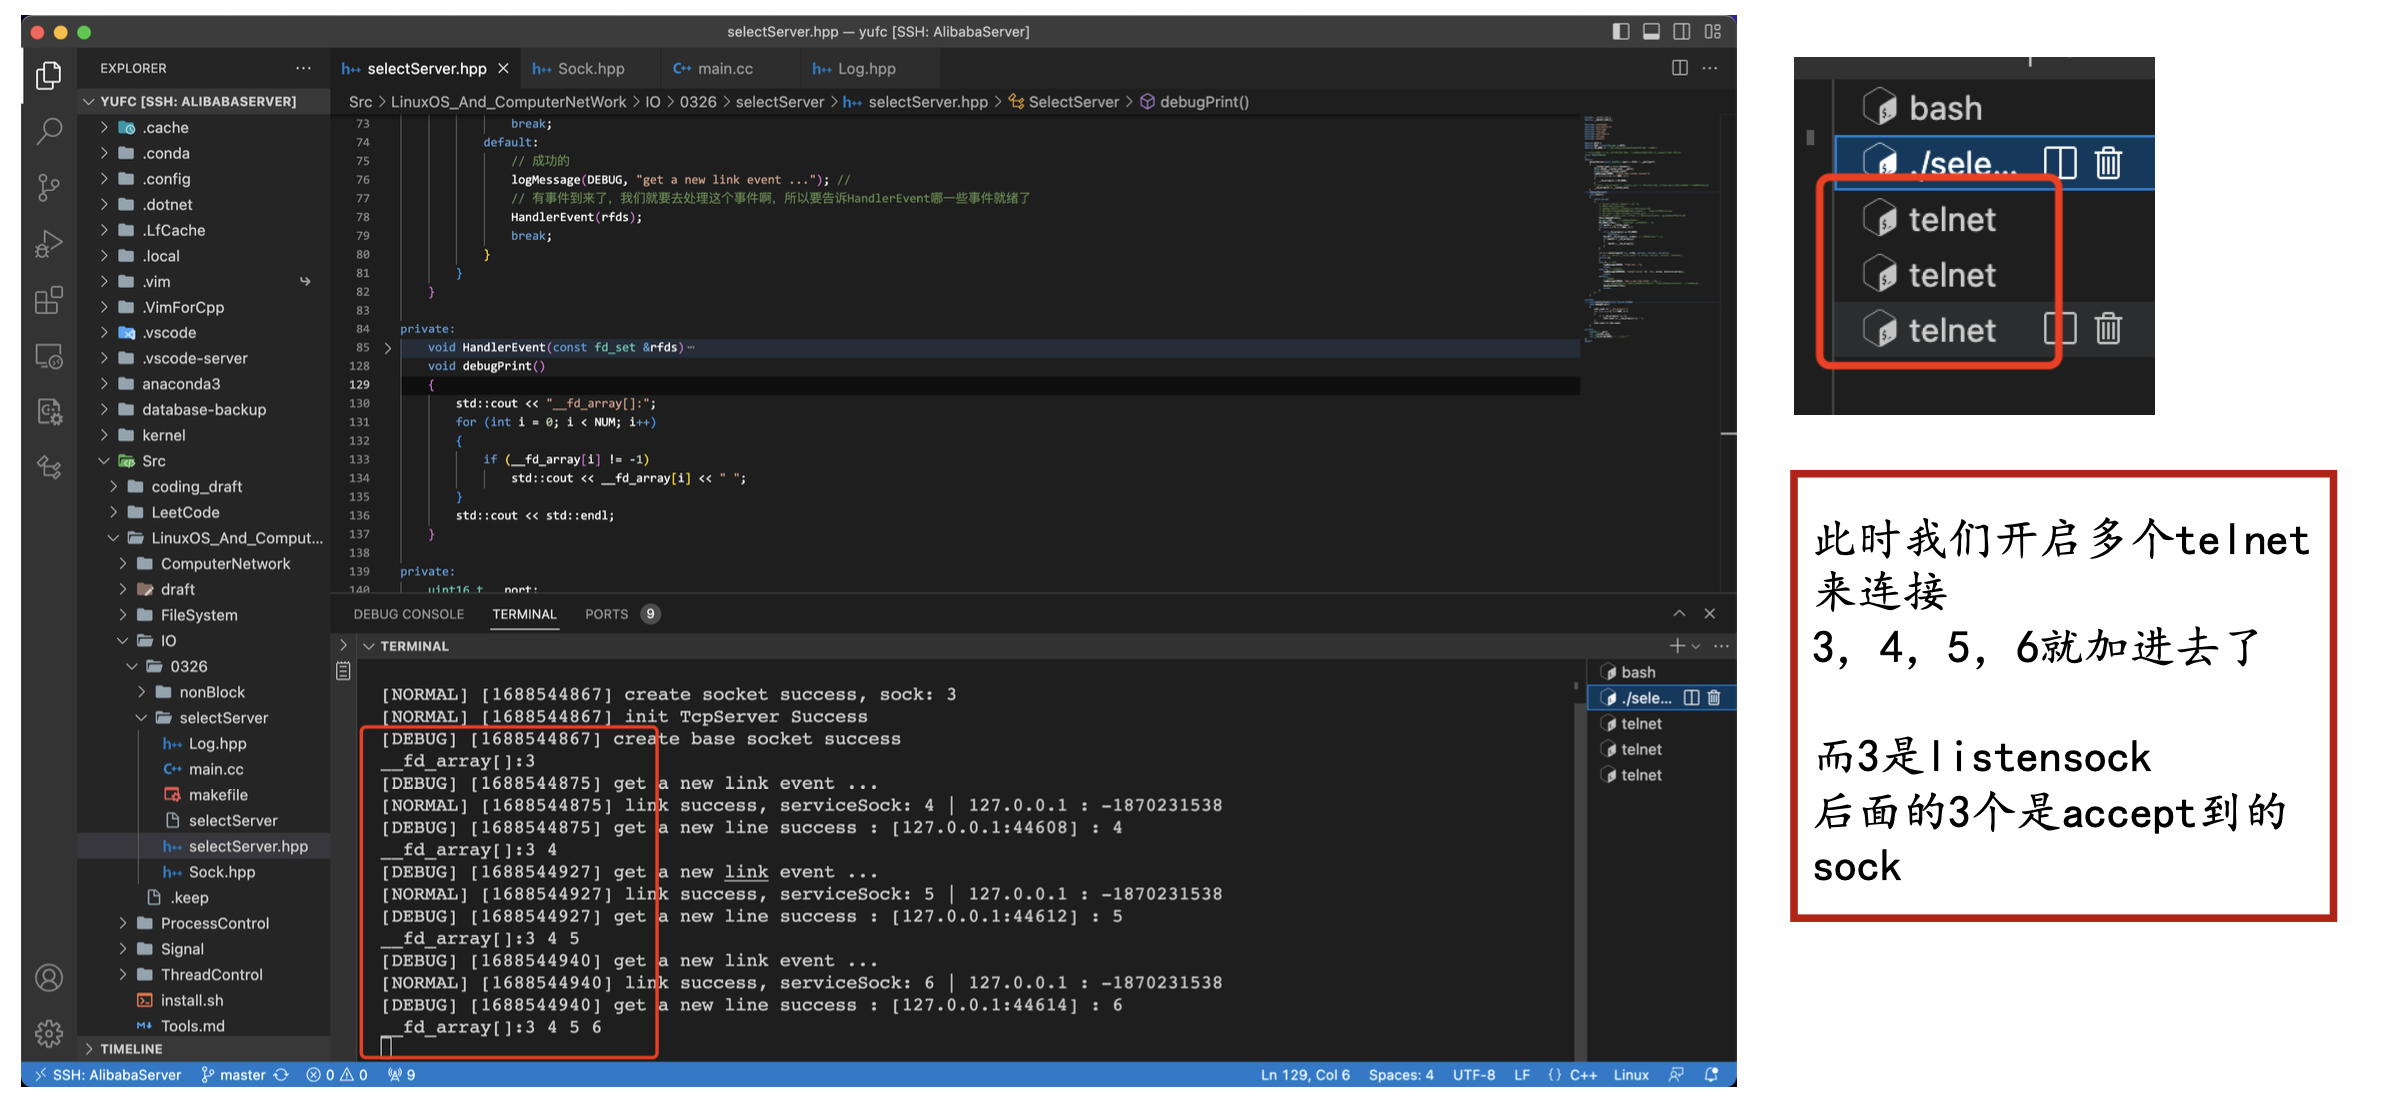 selectServer.hpp — yufc [SSH: AlibabaServer]
EXPLORER
YUFC [SSH: ALIBABASERVER]
.cache
.conda
.config
.dotnet
.LfCache
.local
.vim
.VimForCpp
.vscode
.vscode-server
anaconda3
database-backup
kernel
Src
coding_draft
LeetCode
LinuxOS_And_Comput...
ComputerNetwork
draft
FileSystem
IO
0326
nonBlock
selectServer
Log.hpp
main.cc
makefile
selectServer
selectServer.hpp
Sock.hpp
.keep
ProcessControl
Signal
ThreadControl
install.sh
Tools.md
TIMELINE
selectServer.hpp
Sock.hpp
main.cc
Log.hpp
Src > LinuxOS_And_ComputerNetWork > IO > 0326 > selectServer > selectServer.hpp > SelectServer > debugPrint()
73 break;
74 default:
75 // 成功的
76 logMessage(DEBUG, "get a new link event ..."); //
77 // 有事件到来了，我们就要去处理这个事件啊，所以要告诉HandlerEvent哪一些事件就绪了
78 HandlerEvent(rfds);
79 break;
80 }
81 }
82 }
83
84 private:
85 void HandlerEvent(const fd_set &rfds)⋯
128 void debugPrint()
129 {
130 std::cout << "__fd_array[]:";
131 for (int i = 0; i < NUM; i++)
132 {
133 if (__fd_array[i] != -1)
134 std::cout << __fd_array[i] << " ";
135 }
136 std::cout << std::endl;
137 }
138
139 private:
140 uint16_t __port;
DEBUG CONSOLE
TERMINAL
PORTS 9
TERMINAL
[NORMAL] [1688544867] create socket success, sock: 3
[NORMAL] [1688544867] init TcpServer Success
[DEBUG] [1688544867] create base socket success
__fd_array[]:3
[DEBUG] [1688544875] get a new link event ...
[NORMAL] [1688544875] link success, serviceSock: 4 | 127.0.0.1 : -1870231538
[DEBUG] [1688544875] get a new line success : [127.0.0.1:44608] : 4
__fd_array[]:3 4
[DEBUG] [1688544927] get a new link event ...
[NORMAL] [1688544927] link success, serviceSock: 5 | 127.0.0.1 : -1870231538
[DEBUG] [1688544927] get a new line success : [127.0.0.1:44612] : 5
__fd_array[]:3 4 5
[DEBUG] [1688544940] get a new link event ...
[NORMAL] [1688544940] link success, serviceSock: 6 | 127.0.0.1 : -1870231538
[DEBUG] [1688544940] get a new line success : [127.0.0.1:44614] : 6
__fd_array[]:3 4 5 6
bash
./sele...
telnet
telnet
telnet
SSH: AlibabaServer
master
0
0
9
Ln 129, Col 6
Spaces: 4
UTF-8
LF
{} C++
Linux
bash
./sele...
telnet
telnet
telnet
此时我们开启多个telnet
来连接
3，4，5，6就加进去了
而3是listensock
后面的3个是accept到的
sock